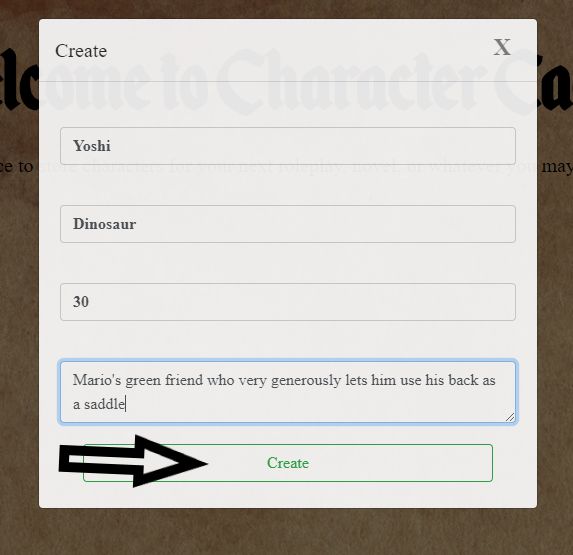 Create
X
elcome to Character Ca
ce to store characters for your next roleplay, novel, or whatever you may
Yoshi
Dinosaur
30
Mario's green friend who very generously lets him use his back as
a saddle
Create